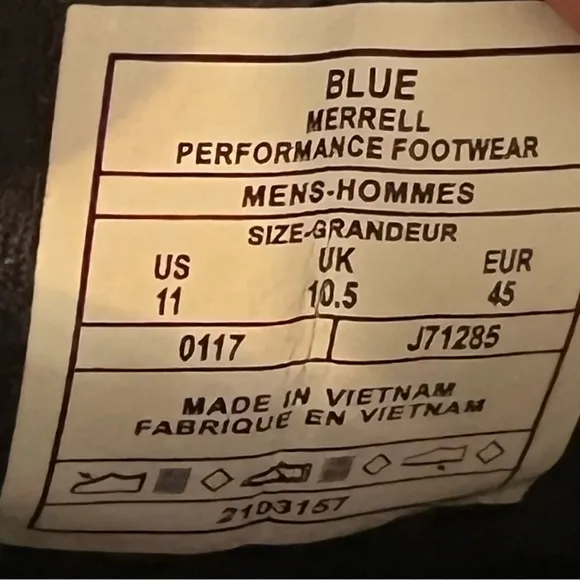 BLUE
MERRELL
PERFORMANCE FOOTWEAR
MENS-HOMMES
SIZE-GRANDEUR
US UK EUR
11 10.5 45
0117 J71285
MADE IN VIETNAM
FABRIQUE EN VIETNAM
2103157